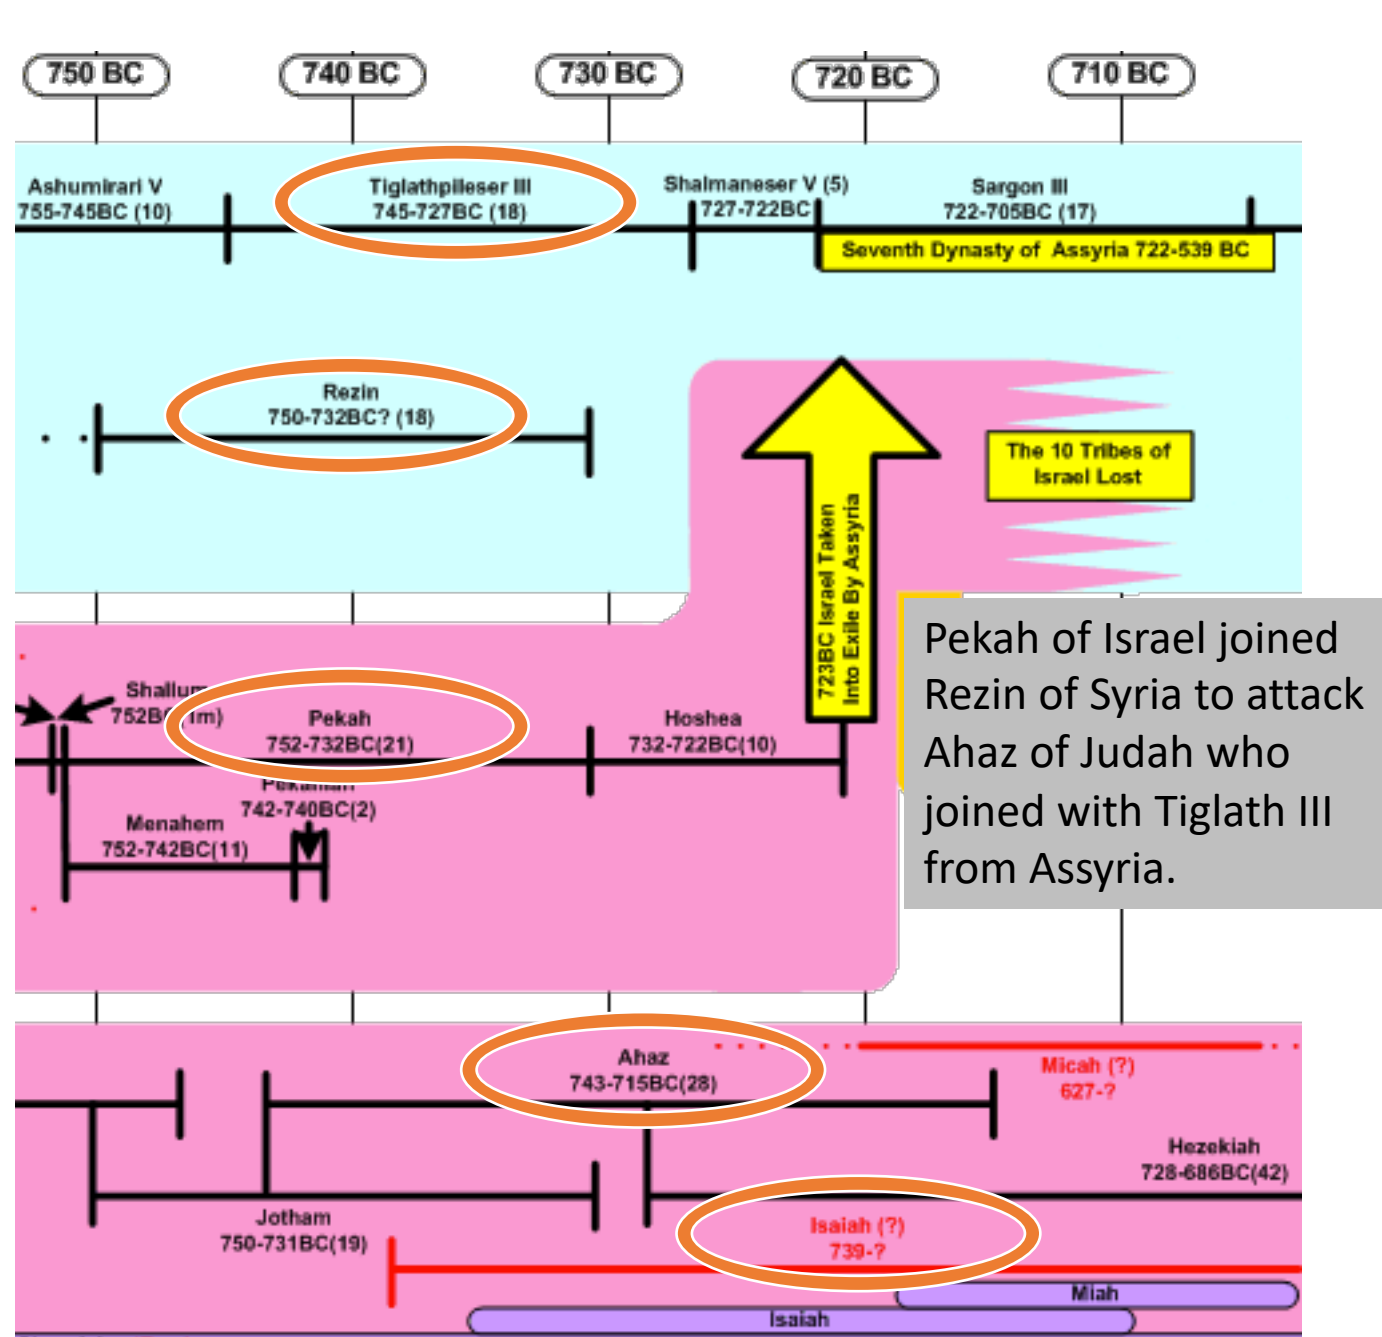 750 BC
740 BC
730 BC
720 BC
710 BC
Ashumirari V
755-745BC (10)
Tiglathpileser III
745-727BC (18)
Shalmaneser V (5)
727-722BC
Sargon III
722-705BC (17)
Seventh Dynasty of Assyria 722-539 BC
Rezin
750-732BC? (18)
The 10 Tribes of
Israel Lost
723BC Israel Taken
Into Exile By Assyria
Pekah of Israel joined
Rezin of Syria to attack
Ahaz of Judah who
joined with Tiglath III
from Assyria.
Shallum
752BC(1m)
Pekah
752-732BC(21)
Hoshea
732-722BC(10)
742-740BC(2)
Menahem
752-742BC(11)
Ahaz
743-715BC(28)
Micah (?)
627-?
Hezekiah
728-686BC(42)
Jotham
750-731BC(19)
Isaiah (?)
739-?
Miah
Isaiah